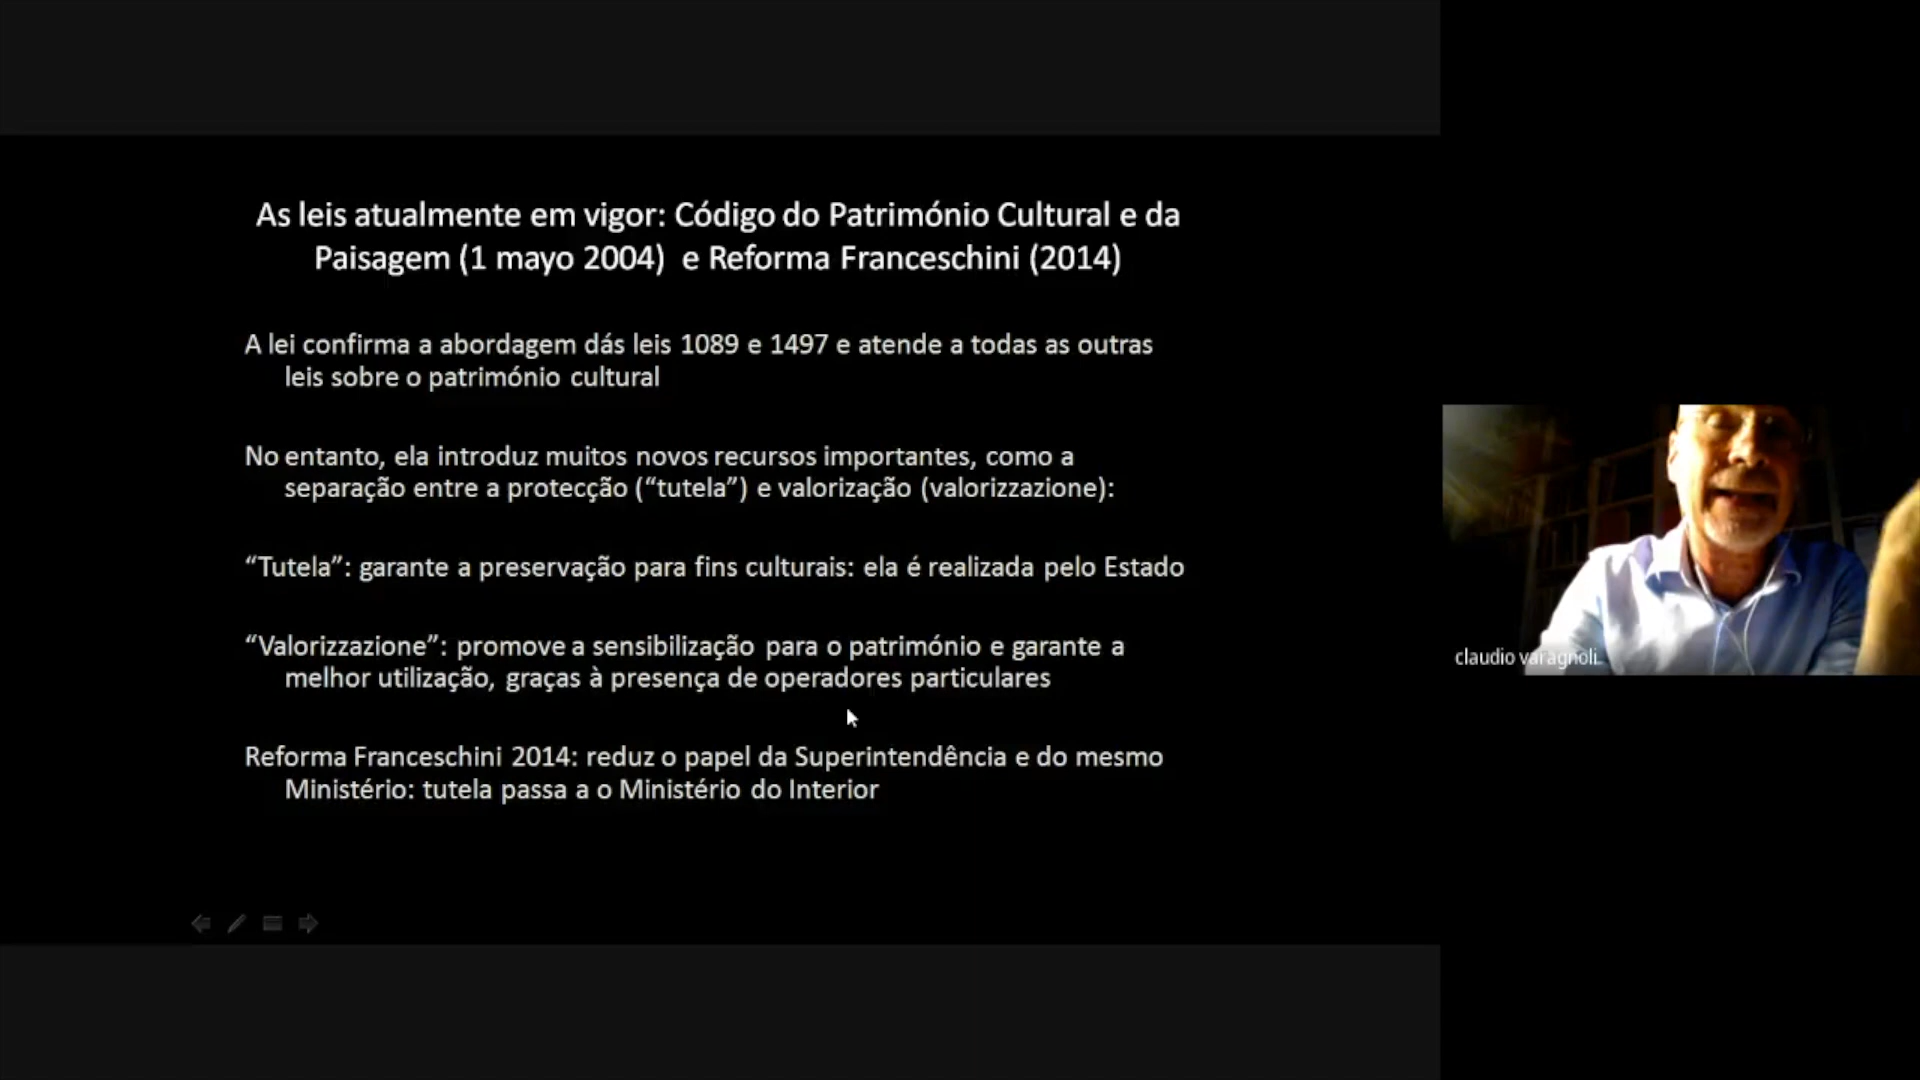 As leis atualmente em vigor: Código do Património Cultural e da
Paisagem (1 mayo 2004) e Reforma Franceschini (2014)
A lei confirma a abordagem dás leis 1089 e 1497 e atende a todas as outras
leis sobre o património cultural
No entanto, ela introduz muitos novos recursos importantes, como a
separação entre a protecção (“tutela”) e valorização (valorizzazione):
“Tutela”: garante a preservação para fins culturais: ela é realizada pelo Estado
“Valorizzazione”: promove a sensibilização para o património e garante a
melhor utilização, graças à presença de operadores particulares
Reforma Franceschini 2014: reduz o papel da Superintendência e do mesmo
Ministério: tutela passa a o Ministério do Interior
claudio varagnoli